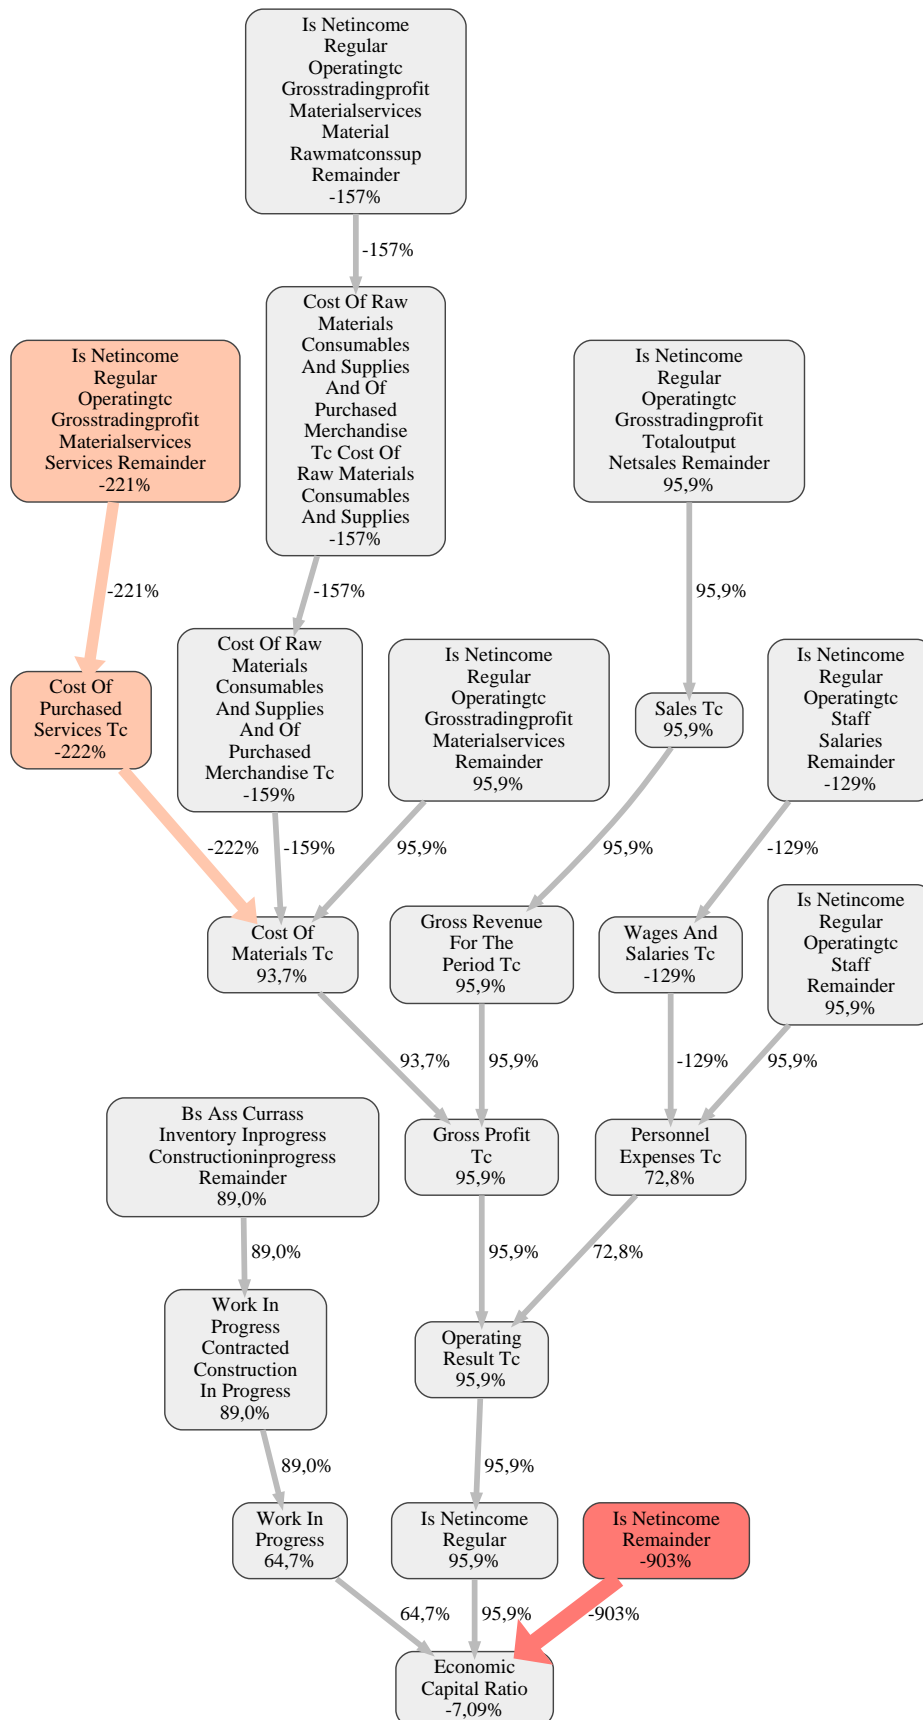 Is Netincome
Regular
Operatingtc
Grosstradingprofit
Materialservices
Material
Rawmatconssup
Remainder
-157%
-157%
Cost Of Raw
Materials
Consumables
And Supplies
And Of
Purchased
Merchandise
Tc Cost Of
Raw Materials
Consumables
And Supplies
-157%
Is Netincome
Regular
Operatingtc
Grosstradingprofit
Materialservices
Services Remainder
-221%
Is Netincome
Regular
Operatingtc
Grosstradingprofit
Totaloutput
Netsales Remainder
95,9%
-221%
-157%
95,9%
Cost Of
Purchased
Services Tc
-222%
Cost Of Raw
Materials
Consumables
And Supplies
And Of
Purchased
Merchandise Tc
-159%
Is Netincome
Regular
Operatingtc
Grosstradingprofit
Materialservices
Remainder
95,9%
Sales Tc
95,9%
Is Netincome
Regular
Operatingtc
Staff
Salaries
Remainder
-129%
-222%
-159%
95,9%
95,9%
-129%
Cost Of
Materials Tc
93,7%
Gross Revenue
For The
Period Tc
95,9%
Wages And
Salaries Tc
-129%
Is Netincome
Regular
Operatingtc
Staff
Remainder
95,9%
93,7%
95,9%
-129%
95,9%
Bs Ass Currass
Inventory Inprogress
Constructioninprogress
Remainder
89,0%
Gross Profit
Tc
95,9%
Personnel
Expenses Tc
72,8%
89,0%
95,9%
72,8%
Work In
Progress
Contracted
Construction
In Progress
89,0%
Operating
Result Tc
95,9%
89,0%
95,9%
Work In
Progress
64,7%
Is Netincome
Regular
95,9%
Is Netincome
Remainder
-903%
64,7%
95,9%
-903%
Economic
Capital Ratio
-7,09%